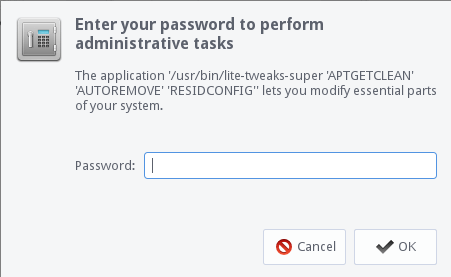 Enter your password to perform
administrative tasks
The application '/usr/bin/lite-tweaks-super 'APTGETCLEAN'
'AUTOREMOVE' 'RESIDCONFIG'' lets you modify essential parts
of your system.
Password:
Cancel
OK